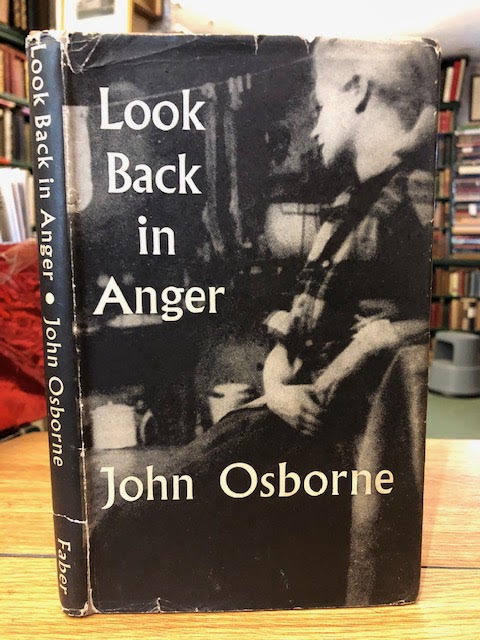 Look
Back
in
Anger
John Osborne
Look Back in Anger • John Osborne
Faber